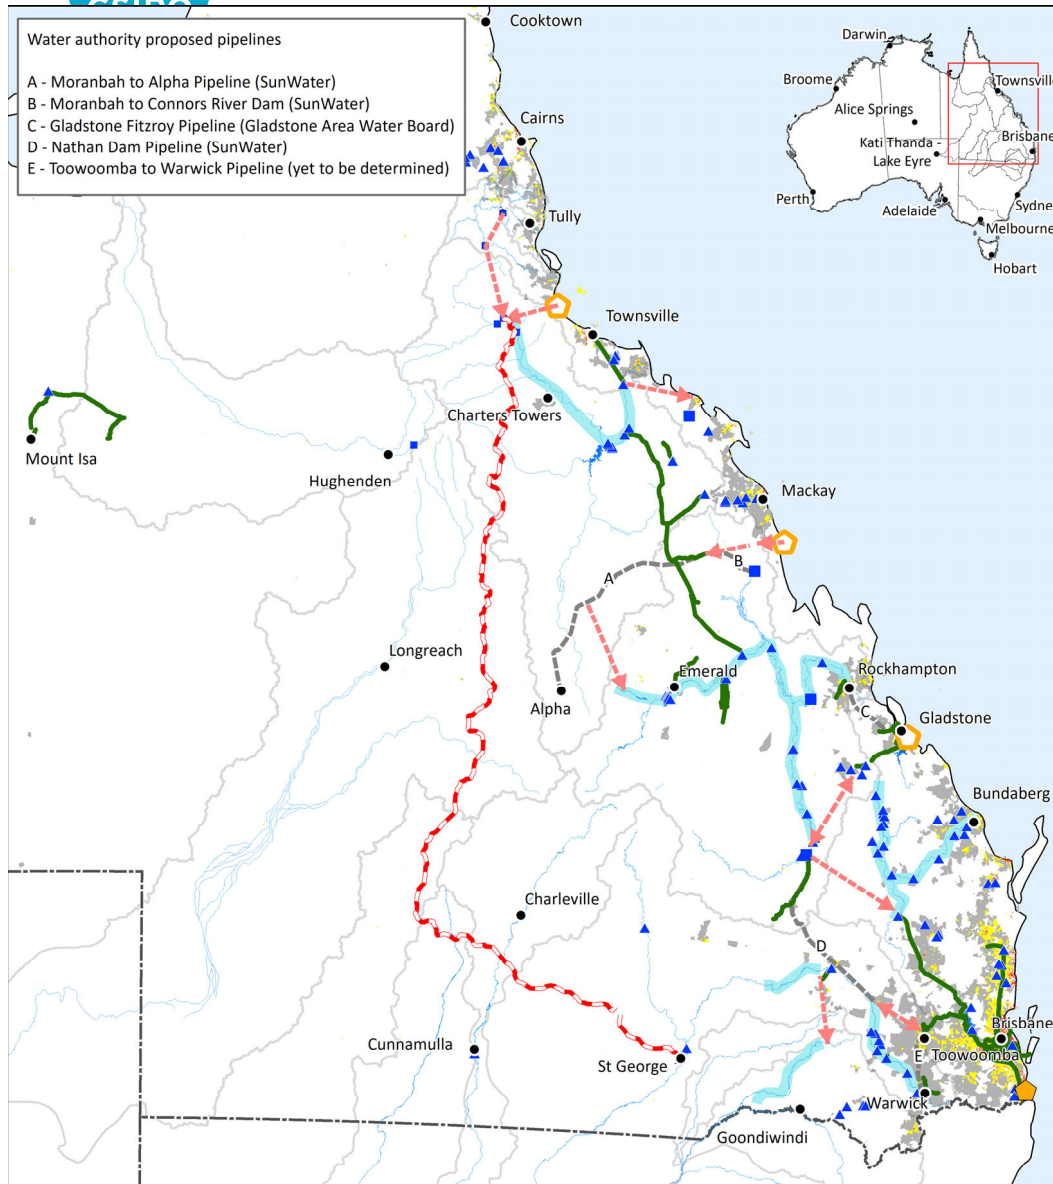 Water authority proposed pipelines
A - Moranbah to Alpha Pipeline (SunWater)
B - Moranbah to Connors River Dam (SunWater)
C - Gladstone Fitzroy Pipeline (Gladstone Area Water Board)
D - Nathan Dam Pipeline (SunWater)
E - Toowoomba to Warwick Pipeline (yet to be determined)
Cooktown
Darwin
Broome
Townsville
Alice Springs
Brisbane
Kati Thanda -
Lake Eyre
Perth
Adelaide
Sydne
Melbourne
Hobart
Cairns
Tully
Townsville
Charters Towers
Mount Isa
Hughenden
Mackay
B
A
Longreach
Emerald
Rockhampton
Alpha
C
Gladstone
Bundaberg
Charleville
D
Brisbane
Cunnamulla
E
Toowoomba
St George
Warwick
Goondiwindi